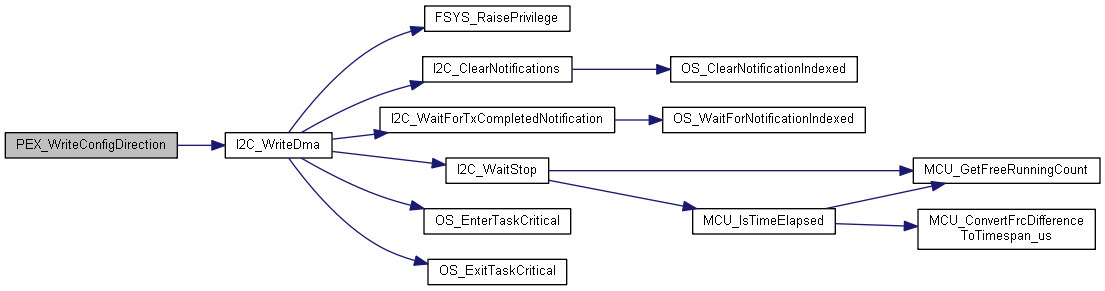 FSYS_RaisePrivilege
I2C_ClearNotifications
OS_ClearNotificationIndexed
I2C_WaitForTxCompletedNotification
OS_WaitForNotificationIndexed
PEX_WriteConfigDirection
I2C_WriteDma
I2C_WaitStop
MCU_GetFreeRunningCount
OS_EnterTaskCritical
MCU_IsTimeElapsed
MCU_ConvertFrcDifference
ToTimespan_us
OS_ExitTaskCritical